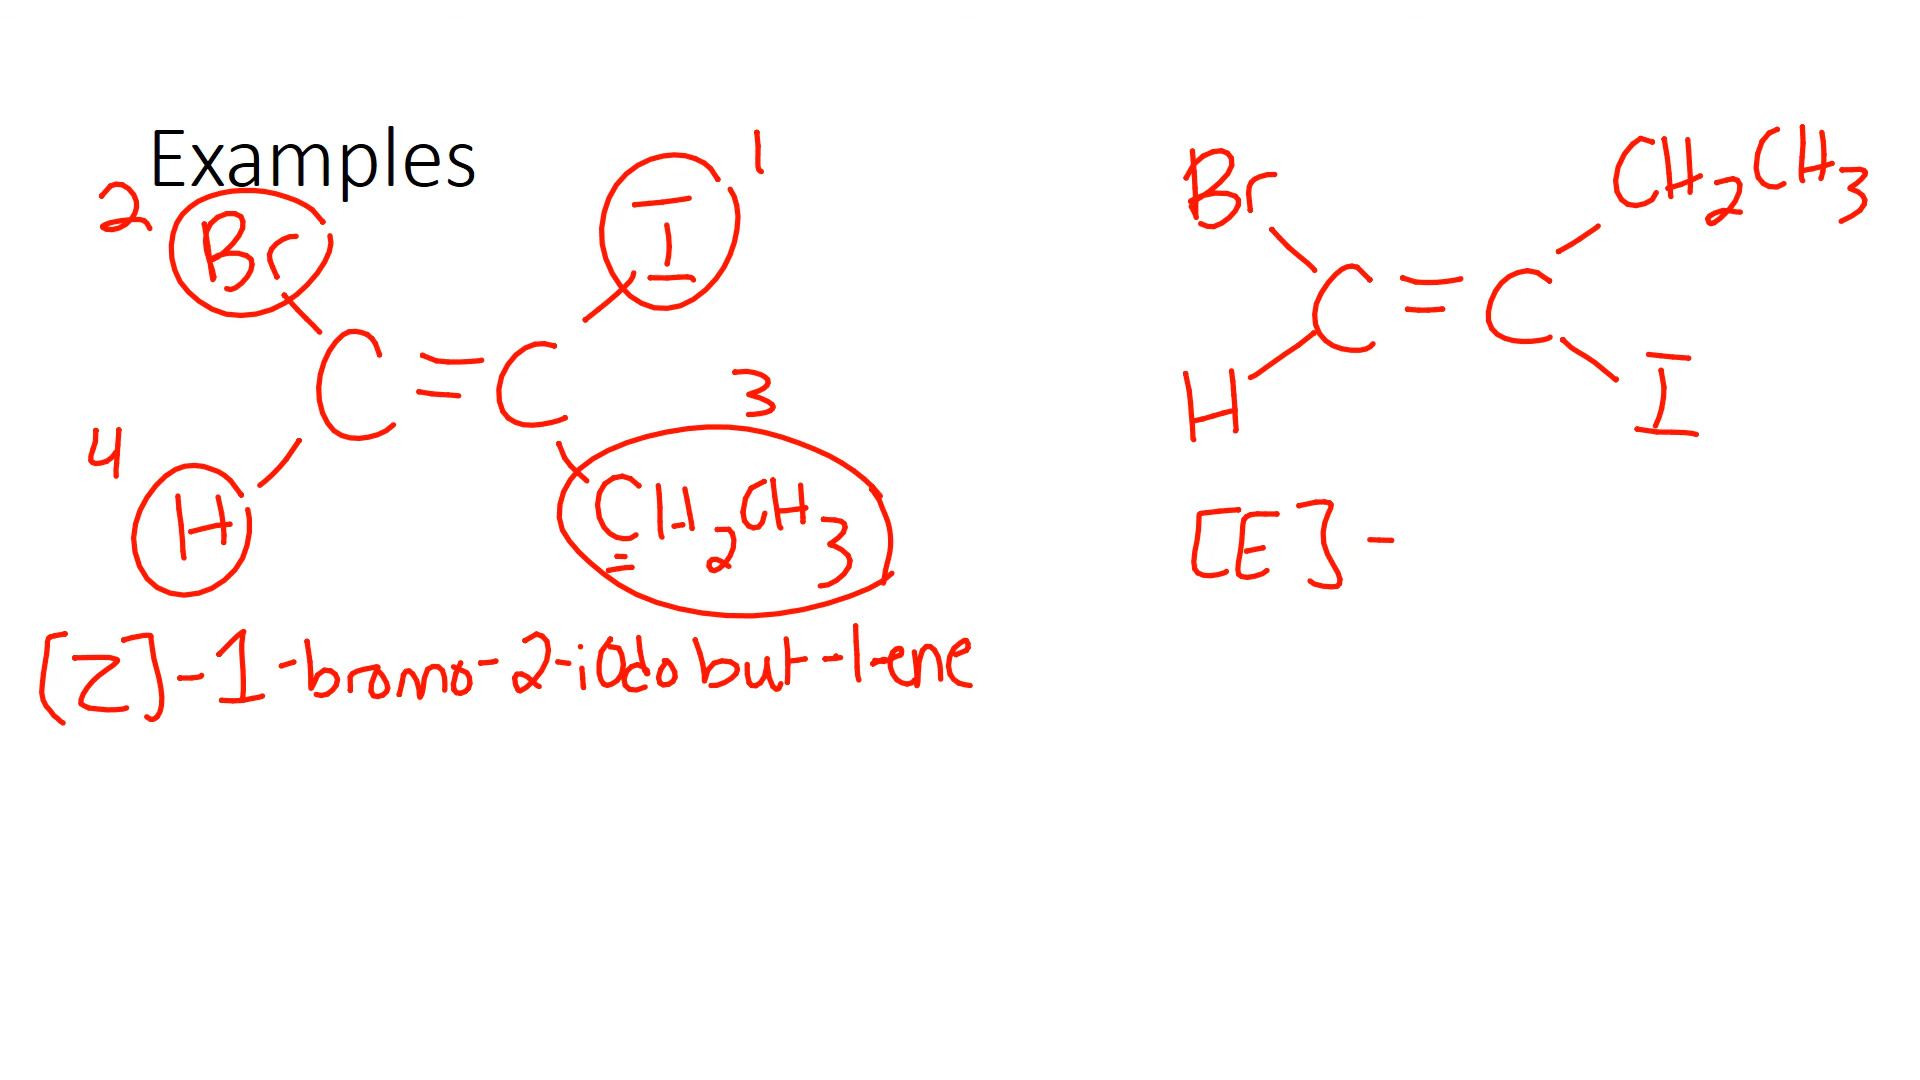 Examples
2 Br I 1
C = C
4 H CH2CH3 3
[Z]-1-bromo-2-iodobut-1-ene
Br CH2CH3
C = C
H I
[E]-